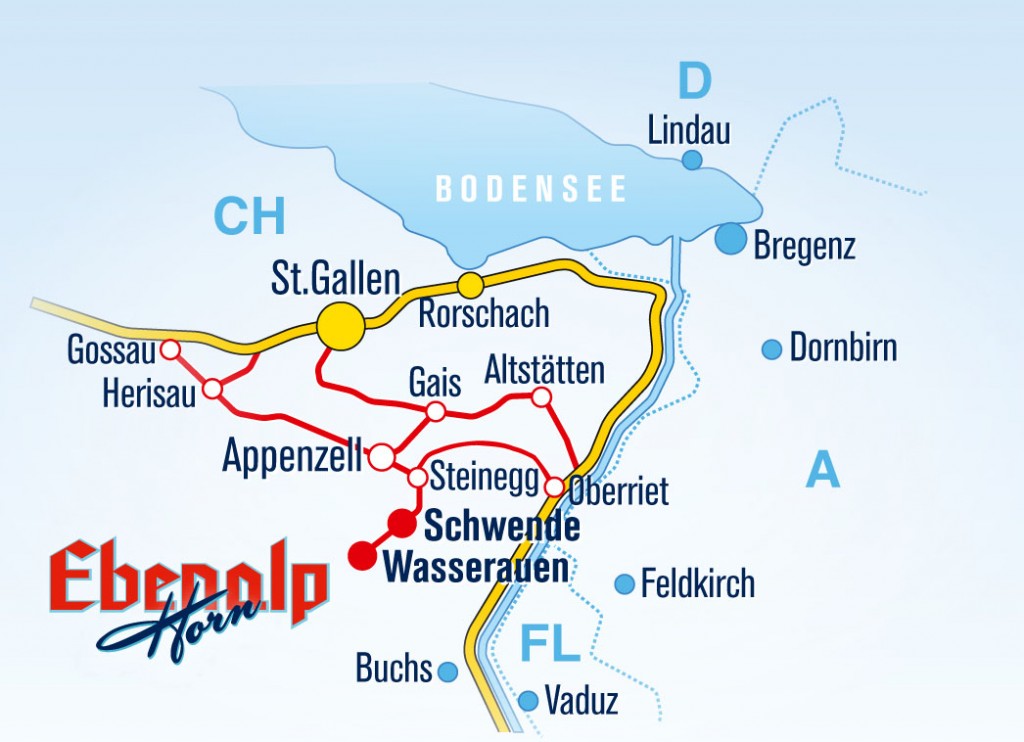 D
Lindau
BODENSEE
CH
Bregenz
St.Gallen
Rorschach
Gossau
Dornbirn
Herisau
Gais
Altstätten
Appenzell
A
Steinegg
Oberriet
Schwende
Wasserauen
Ebenalp
Horn
Feldkirch
FL
Buchs
Vaduz